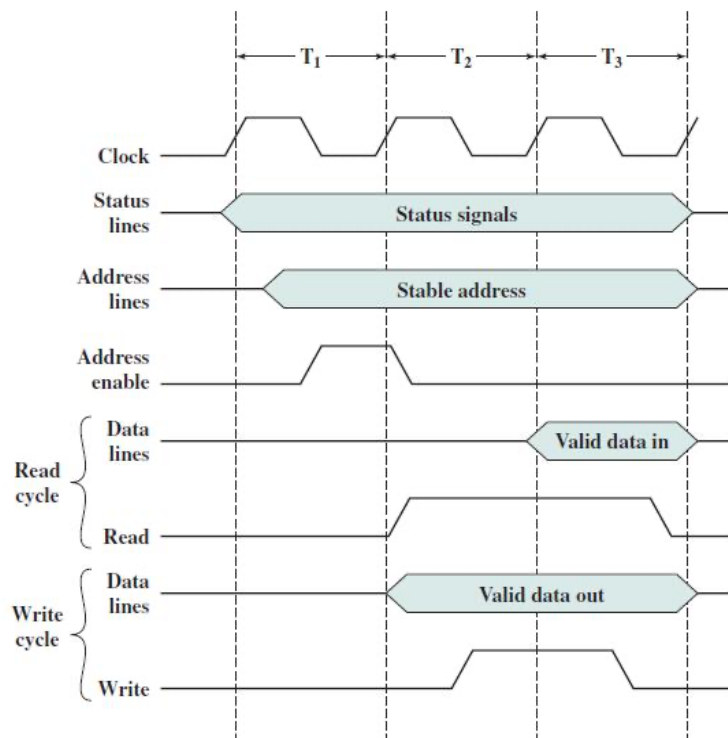 T₁ T₂ T₃
Clock
Status
lines
Status signals
Address
lines
Stable address
Address
enable
Read
cycle
Data
lines
Valid data in
Read
Write
cycle
Data
lines
Valid data out
Write